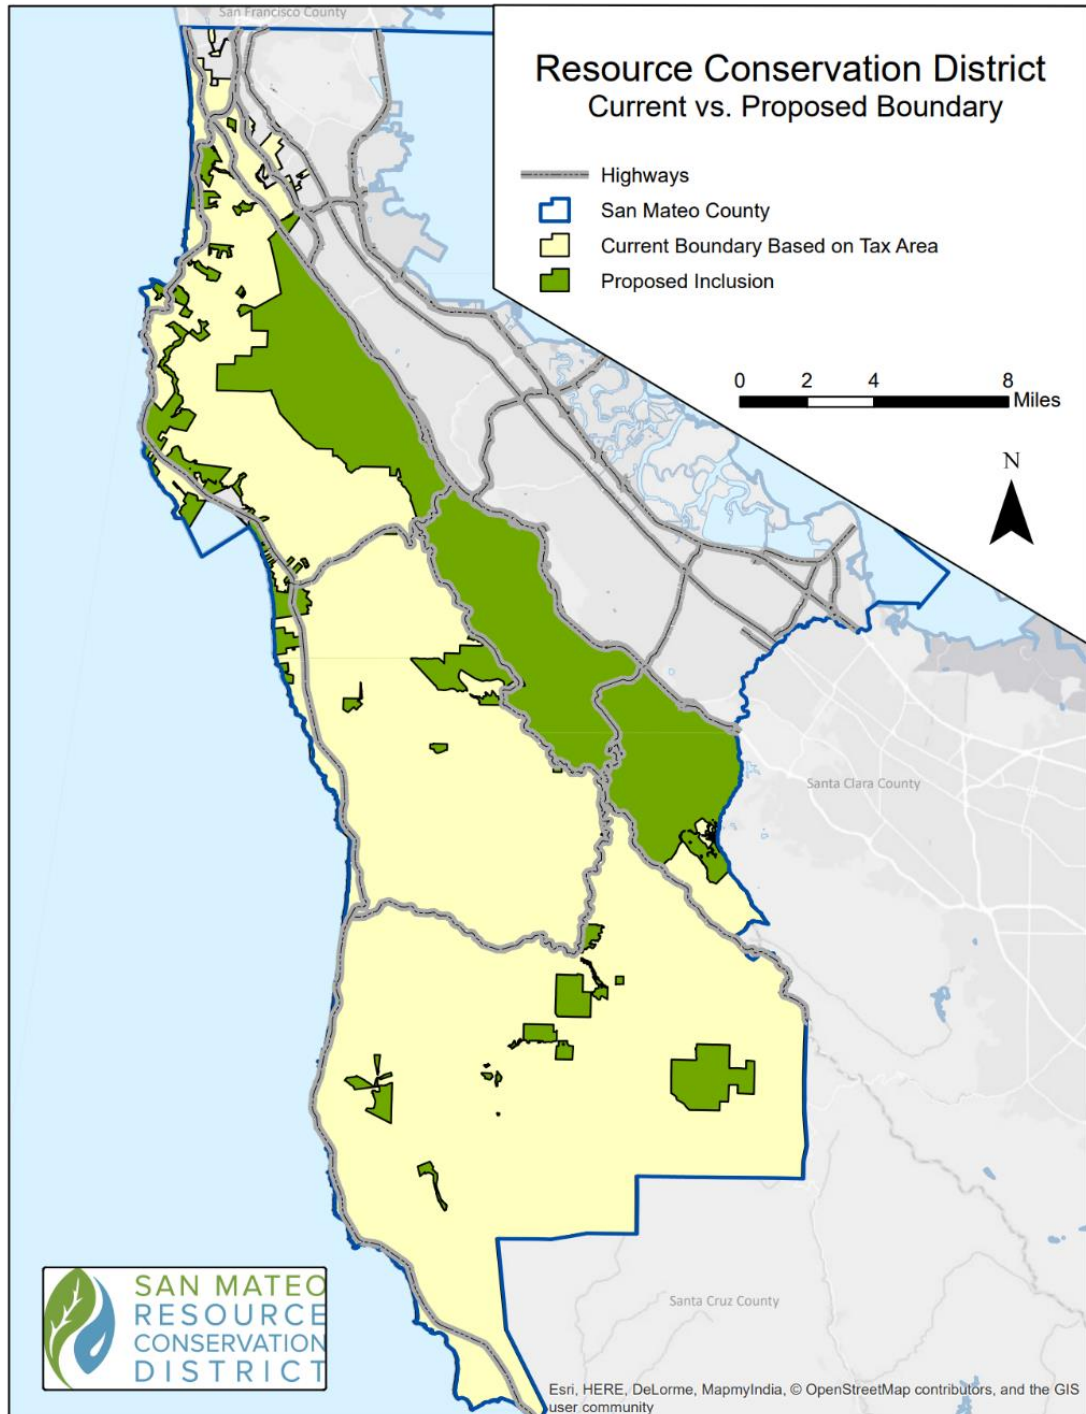 San Francisco County
Resource Conservation District
Current vs. Proposed Boundary
Highways
San Mateo County
Current Boundary Based on Tax Area
Proposed Inclusion
0 2 4 8
Miles
N
Santa Clara County
Santa Cruz County
SAN MATEO
RESOURCE
CONSERVATION
DISTRICT
Esri, HERE, DeLorme, MapmyIndia, © OpenStreetMap contributors, and the GIS
user community